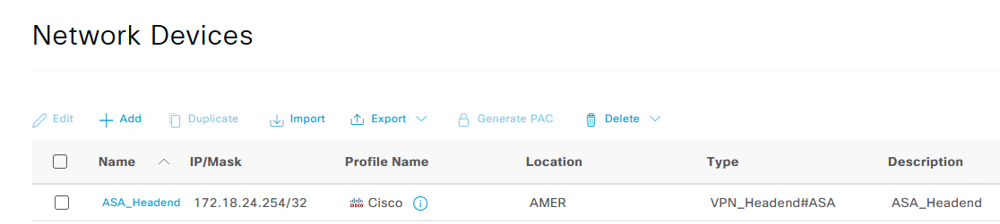 Network Devices
Edit Add Duplicate Import Export Generate PAC Delete
Name IP/Mask Profile Name Location Type Description
ASA_Headend 172.18.24.254/32 cisco Cisco AMER VPN_Headend#ASA ASA_Headend